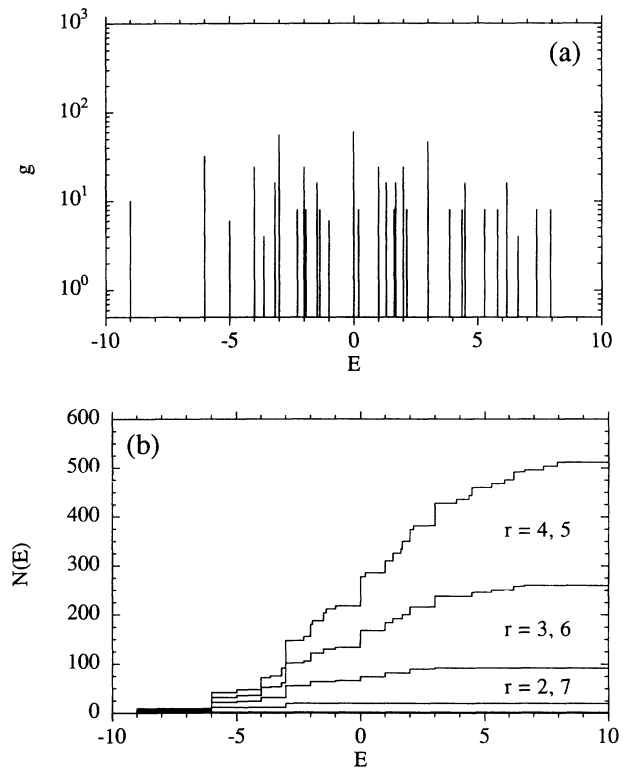 10³
(a)
10²
g
10¹
10⁰
-10 -5 0 5 10
E
600
(b)
500
r = 4, 5
400
N(E)
300
r = 3, 6
200
100
r = 2, 7
0
-10 -5 0 5 10
E